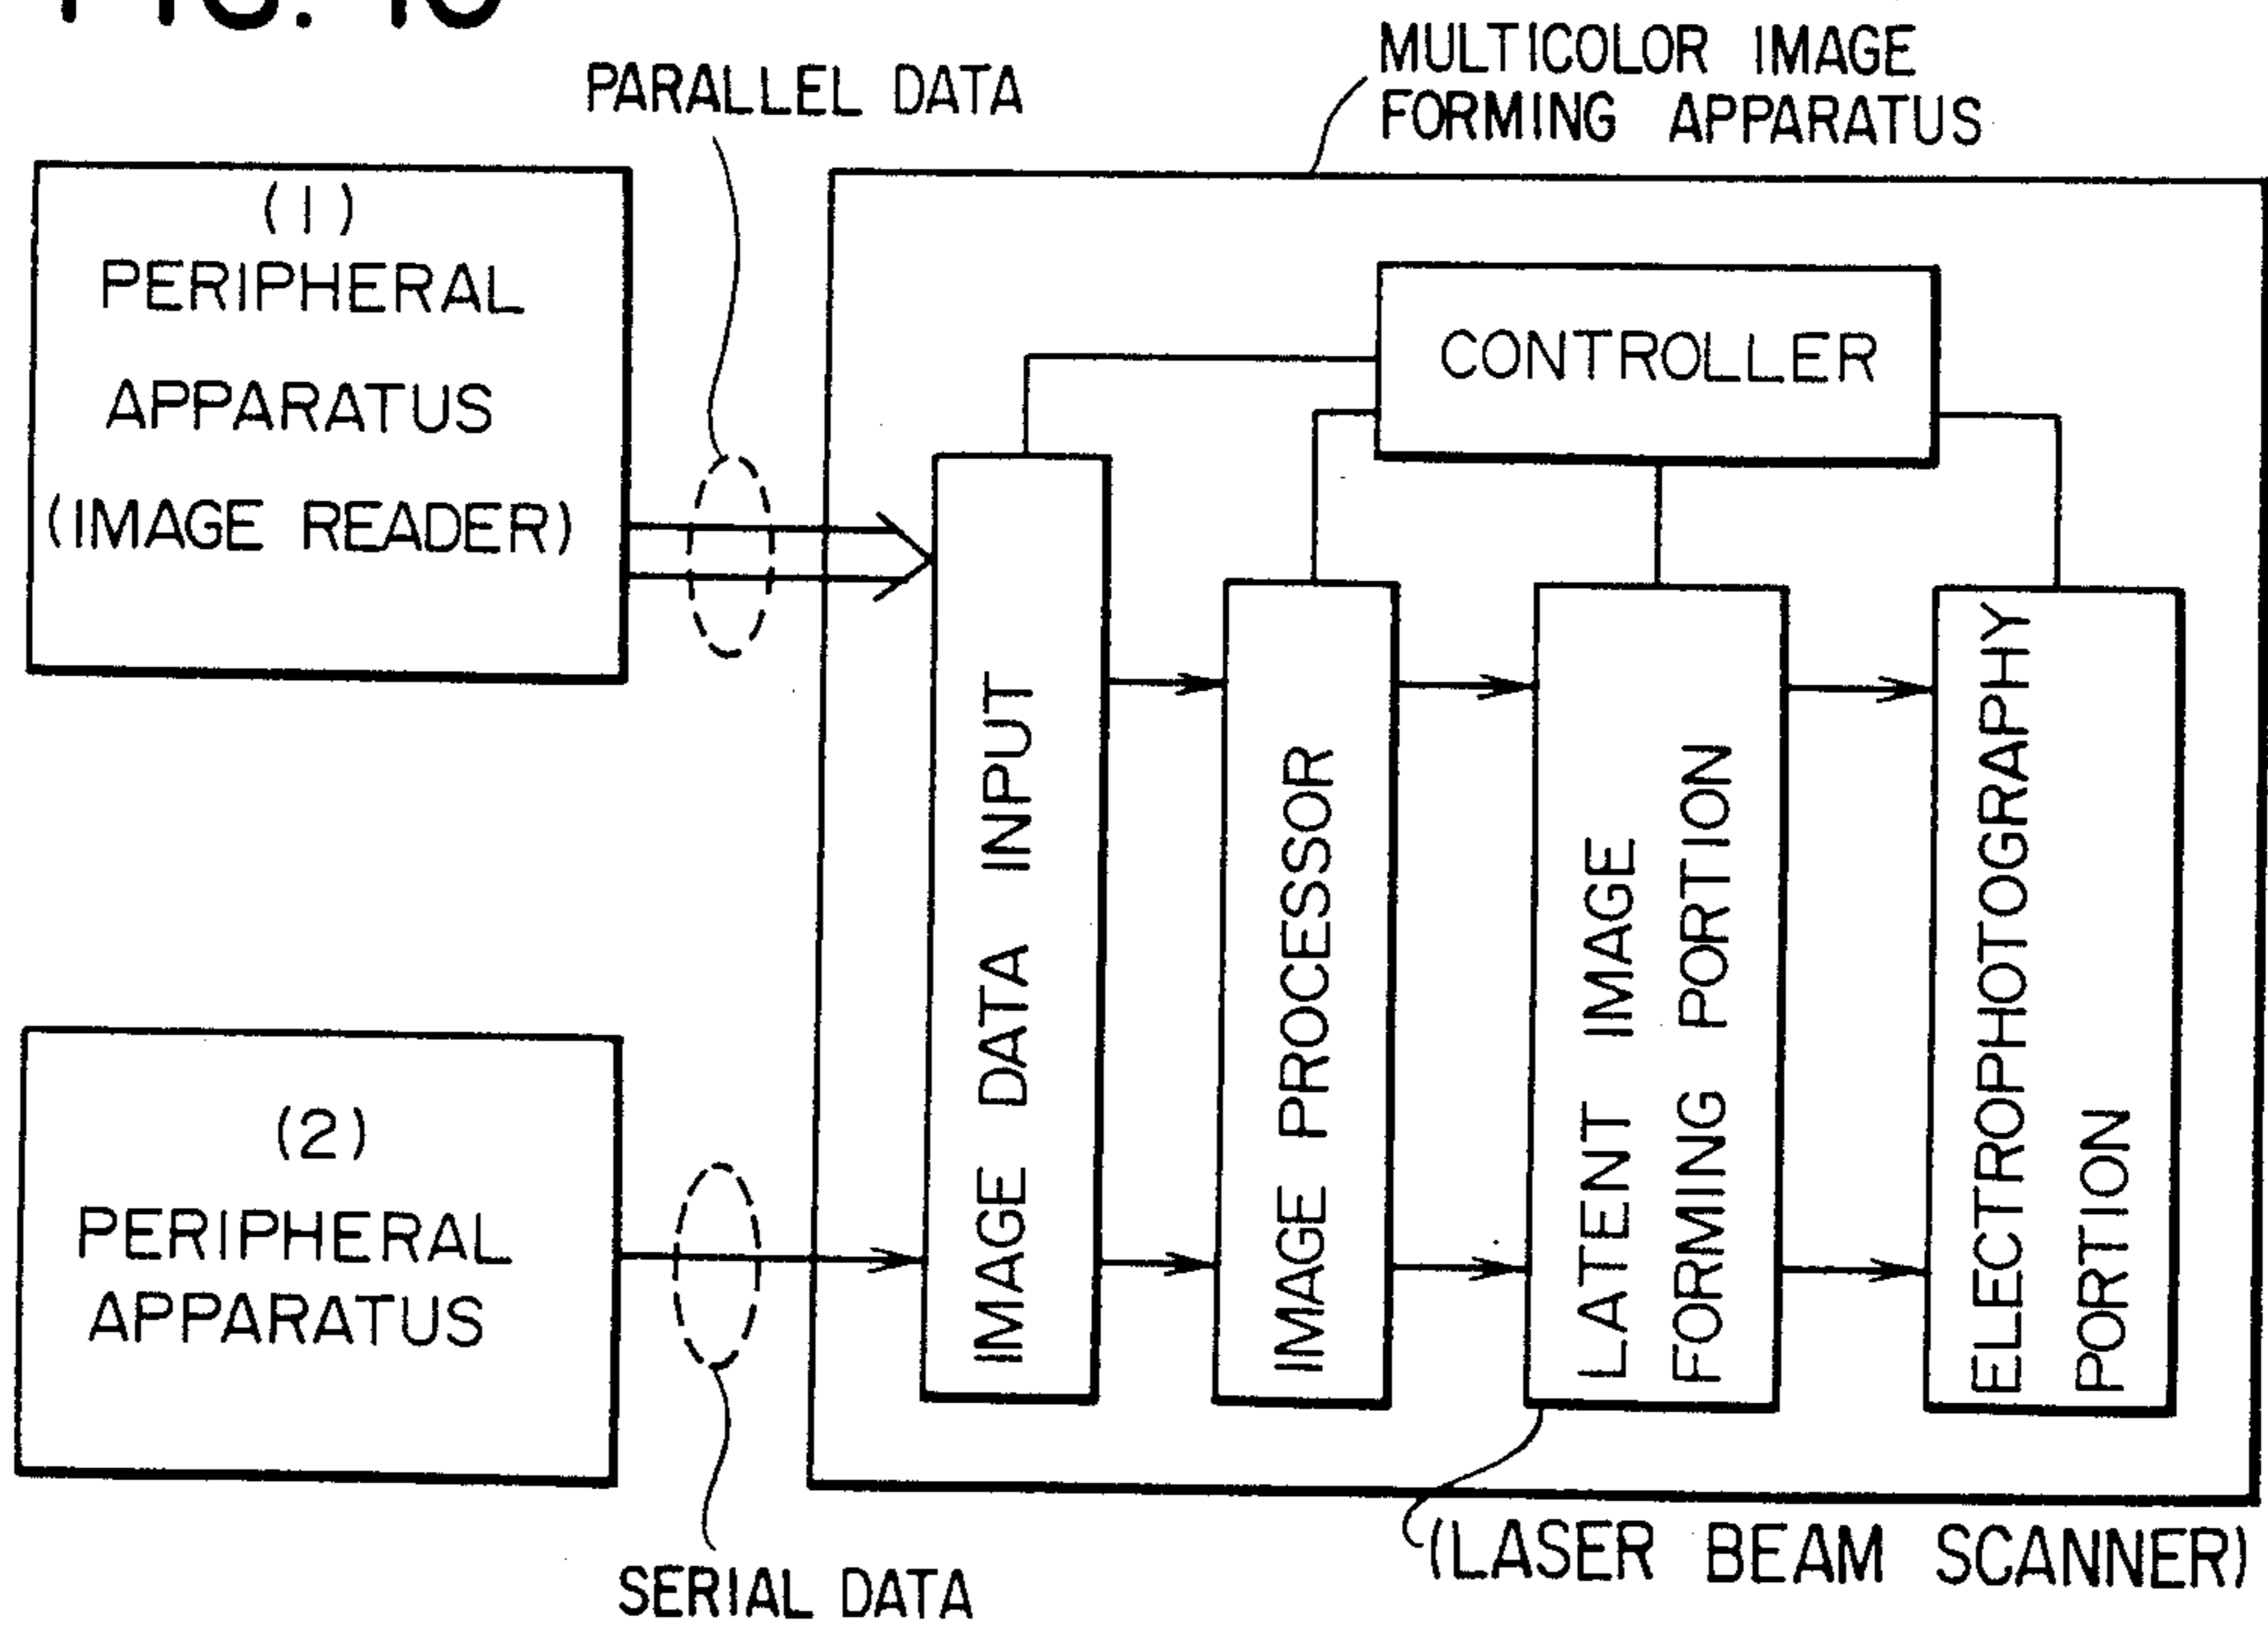 PARALLEL DATA
MULTICOLOR IMAGE
FORMING APPARATUS
(1)
PERIPHERAL
APPARATUS
(IMAGE READER)
CONTROLLER
IMAGE DATA INPUT
IMAGE PROCESSOR
LATENT IMAGE
FORMING PORTION
ELECTROPHOTOGRAPHY
PORTION
(2)
PERIPHERAL
APPARATUS
SERIAL DATA
(LASER BEAM SCANNER)